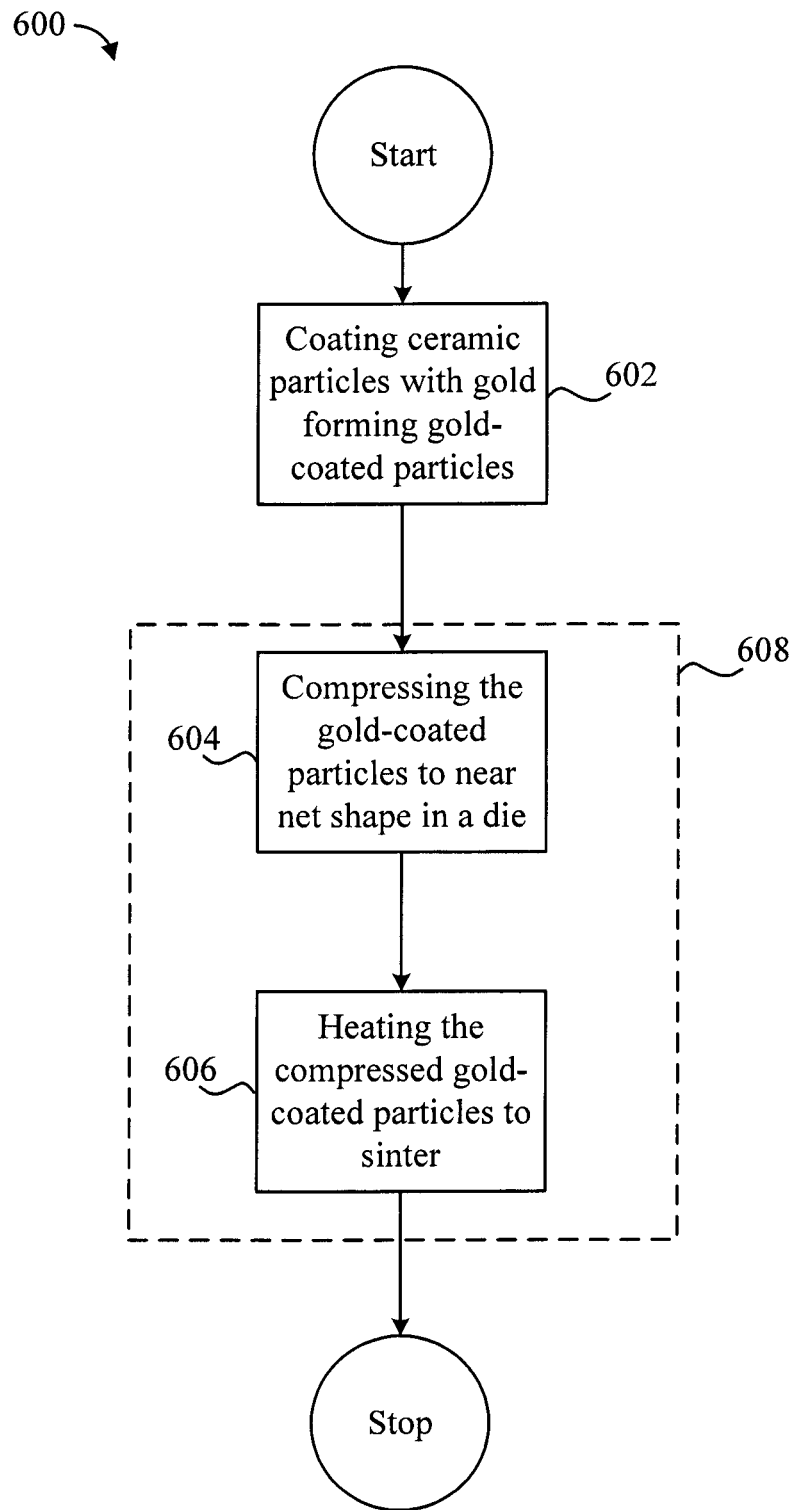 600
Start
Coating ceramic
particles with gold
forming gold-
coated particles
602
608
Compressing the
gold-coated
particles to near
net shape in a die
604
Heating the
compressed gold-
coated particles to
sinter
606
Stop